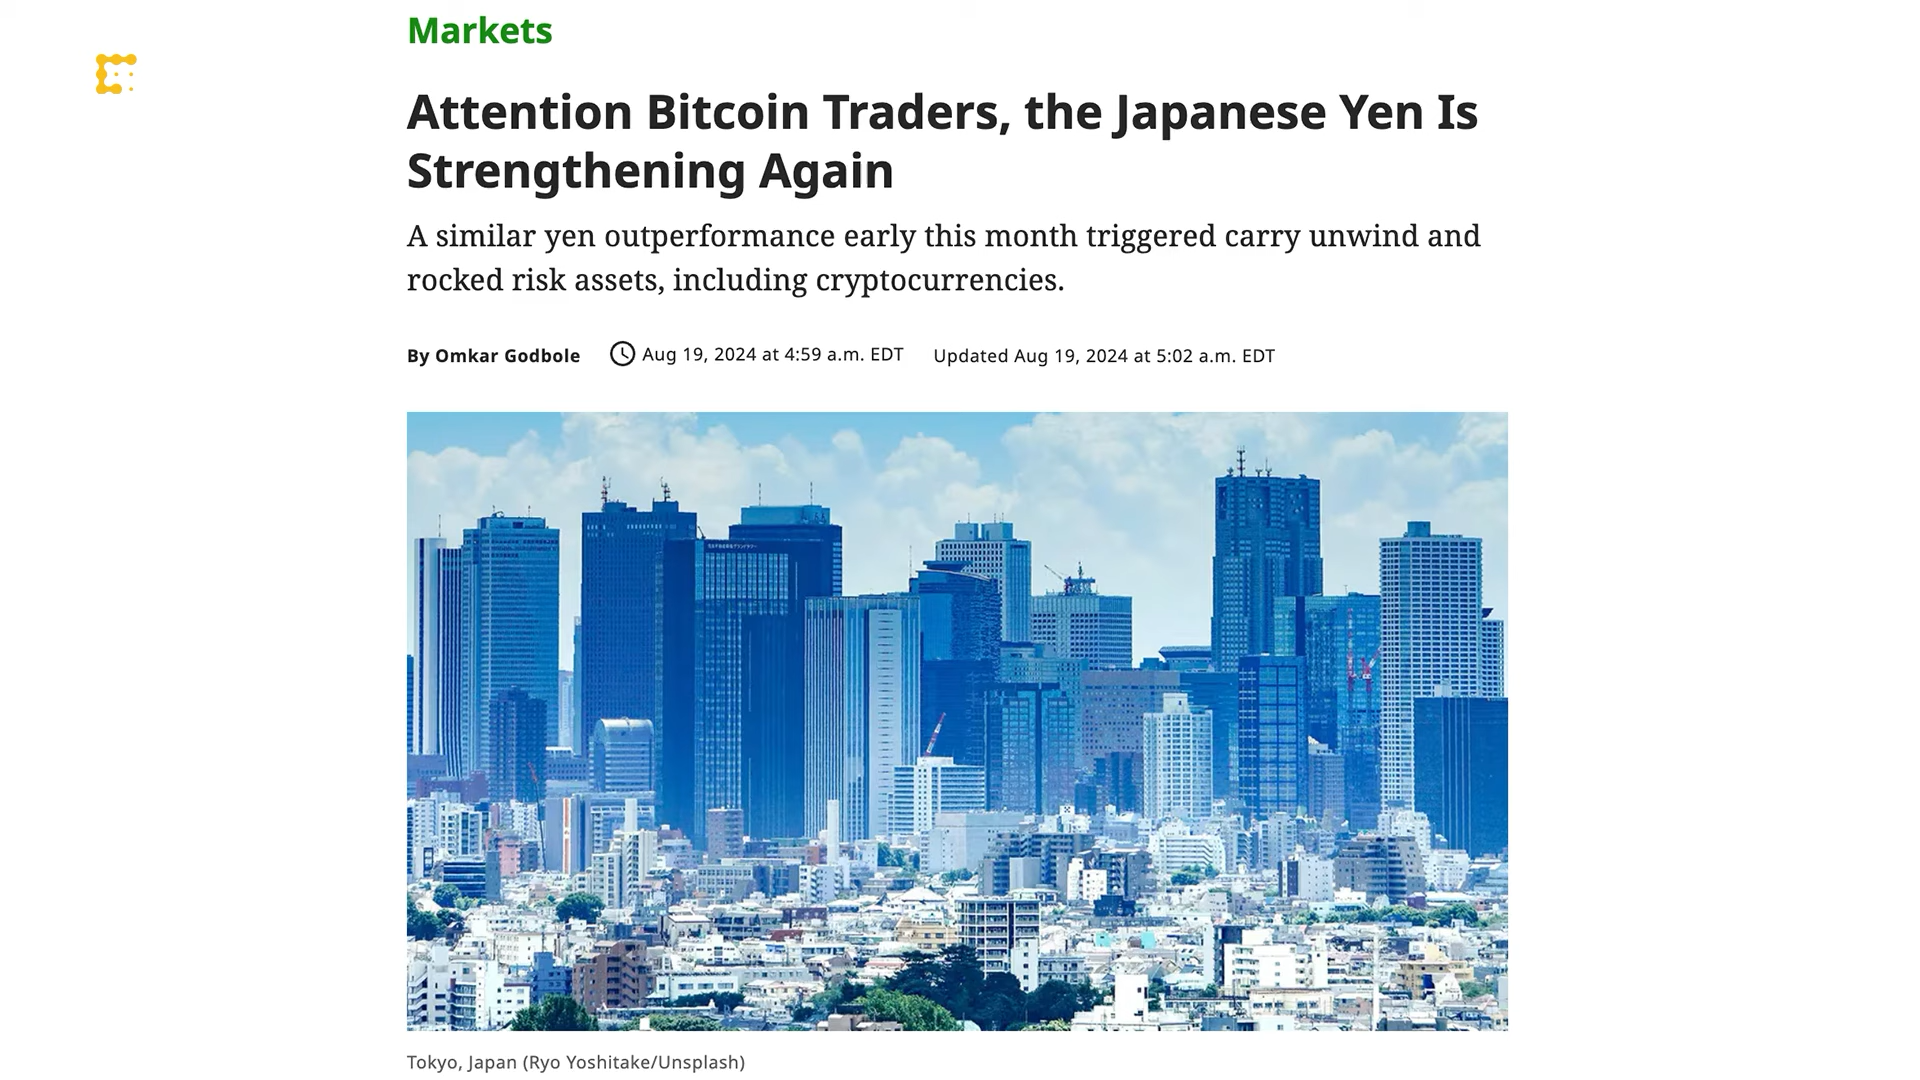 Markets
Attention Bitcoin Traders, the Japanese Yen Is
Strengthening Again
A similar yen outperformance early this month triggered carry unwind and
rocked risk assets, including cryptocurrencies.
By Omkar Godbole Aug 19, 2024 at 4:59 a.m. EDT Updated Aug 19, 2024 at 5:02 a.m. EDT
Tokyo, Japan (Ryo Yoshitake/Unsplash)